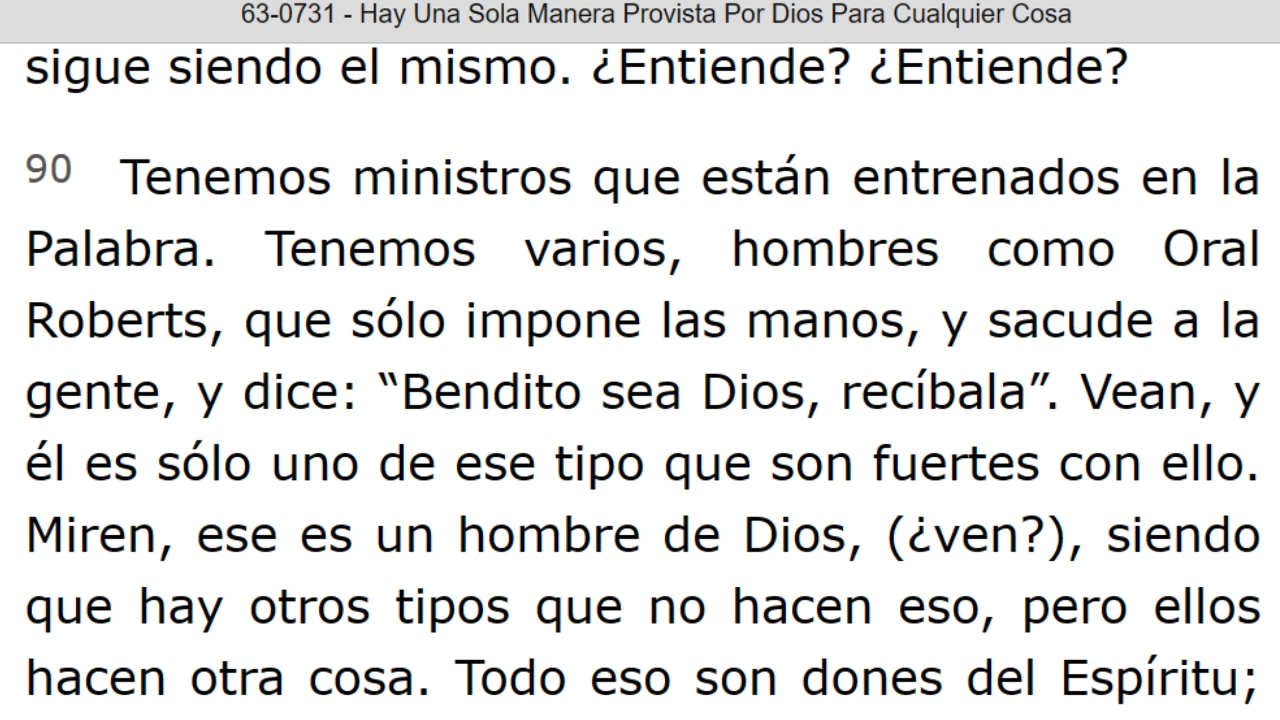 63-0731 - Hay Una Sola Manera Provista Por Dios Para Cualquier Cosa
sigue siendo el mismo. ¿Entiende? ¿Entiende?
90 Tenemos ministros que están entrenados en la
Palabra. Tenemos varios, hombres como Oral
Roberts, que sólo impone las manos, y sacude a la
gente, y dice: “Bendito sea Dios, recíbala”. Vean, y
él es sólo uno de ese tipo que son fuertes con ello.
Miren, ese es un hombre de Dios, (¿ven?), siendo
que hay otros tipos que no hacen eso, pero ellos
hacen otra cosa. Todo eso son dones del Espíritu;